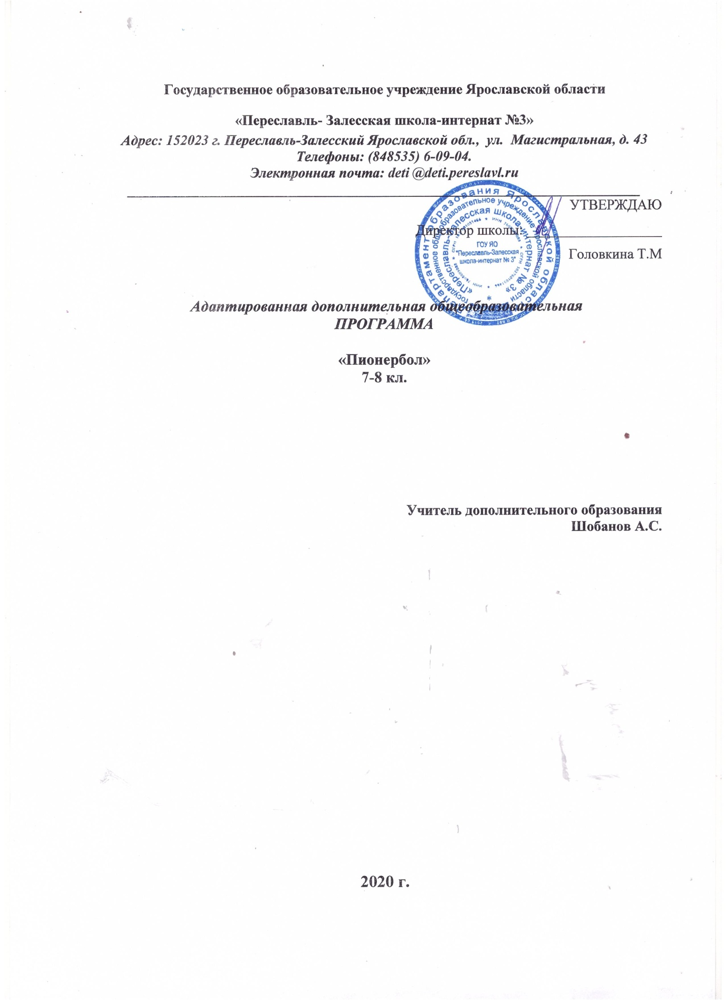 Государственное образовательное учреждение Ярославской области
«Переславль- Залесская школа-интернат №3»
Адрес: 152023 г. Переславль-Залесский Ярославской обл., ул. Магистральная, д. 43
Телефоны: (848535) 6-09-04.
Электронная почта: deti @deti.pereslavl.ru
УТВЕРЖДАЮ
Директор школы:
Головкина Т.М
департамент образования Ярославской области
государственное общеобразовательное учреждение Ярославской области
«Переславль-Залесская школа-интернат № 3»
ГОУ ЯО
"Переславль-Залесская
школа-интернат № 3"
Адаптированная дополнительная общеобразовательная
ПРОГРАММА
«Пионербол»
7-8 кл.
Учитель дополнительного образования
Шобанов А.С.
2020 г.